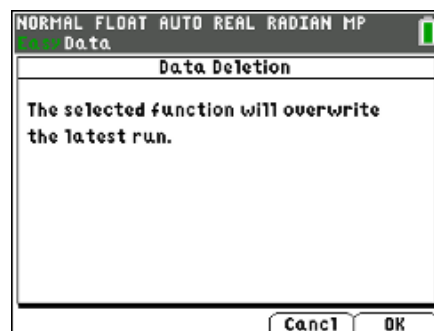 NORMAL FLOAT AUTO REAL RADIAN MP
EasyData
Data Deletion
The selected function will overwrite
the latest run.
Cancl OK